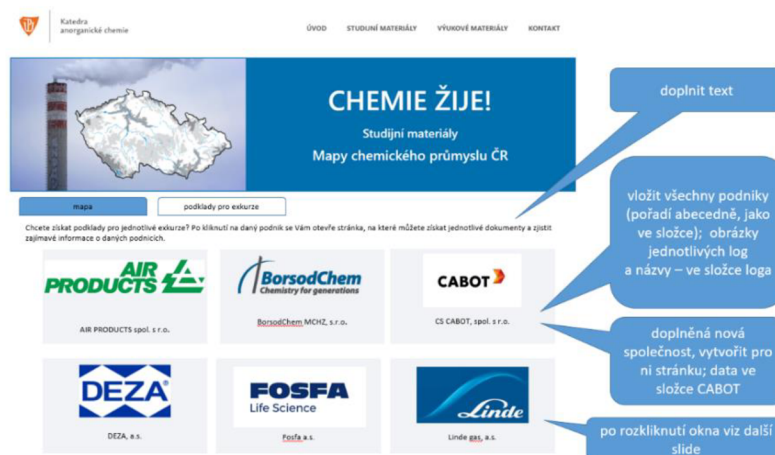 Katedra
anorganické chemie
ÚVOD STUDIJNÍ MATERIÁLY VÝUKOVÉ MATERIÁLY KONTAKT
CHEMIE ŽIJE!
Studijní materiály
Mapy chemického průmyslu ČR
doplnit text
mapa
podklady pro exkurze
Chcete získat podklady pro jednotlivé exkurze? Po kliknutí na daný podnik se Vám otevře stránka, na které můžete získat jednotlivé dokumenty a zjistit
zajímavé informace o daných podnicích.
vložit všechny podniky
(pořadí abecedně, jako
ve složce); obrázky
jednotlivých log
a názvy – ve složce loga
AIR
PRODUCTS
BorsodChem
Chemistry for generations
CABOT
AIR PRODUCTS spol. s r.o.
BorsodChem MCHZ, s.r.o.
CS CABOT, spol. s r.o.
doplněná nová
společnost, vytvořit pro
ni stránku; data ve
složce CABOT
DEZA
FOSFA
Life Science
Linde
DEZA, a.s.
Fosfa a.s.
Linde gas, a.s.
po rozkliknutí okna viz další
slide